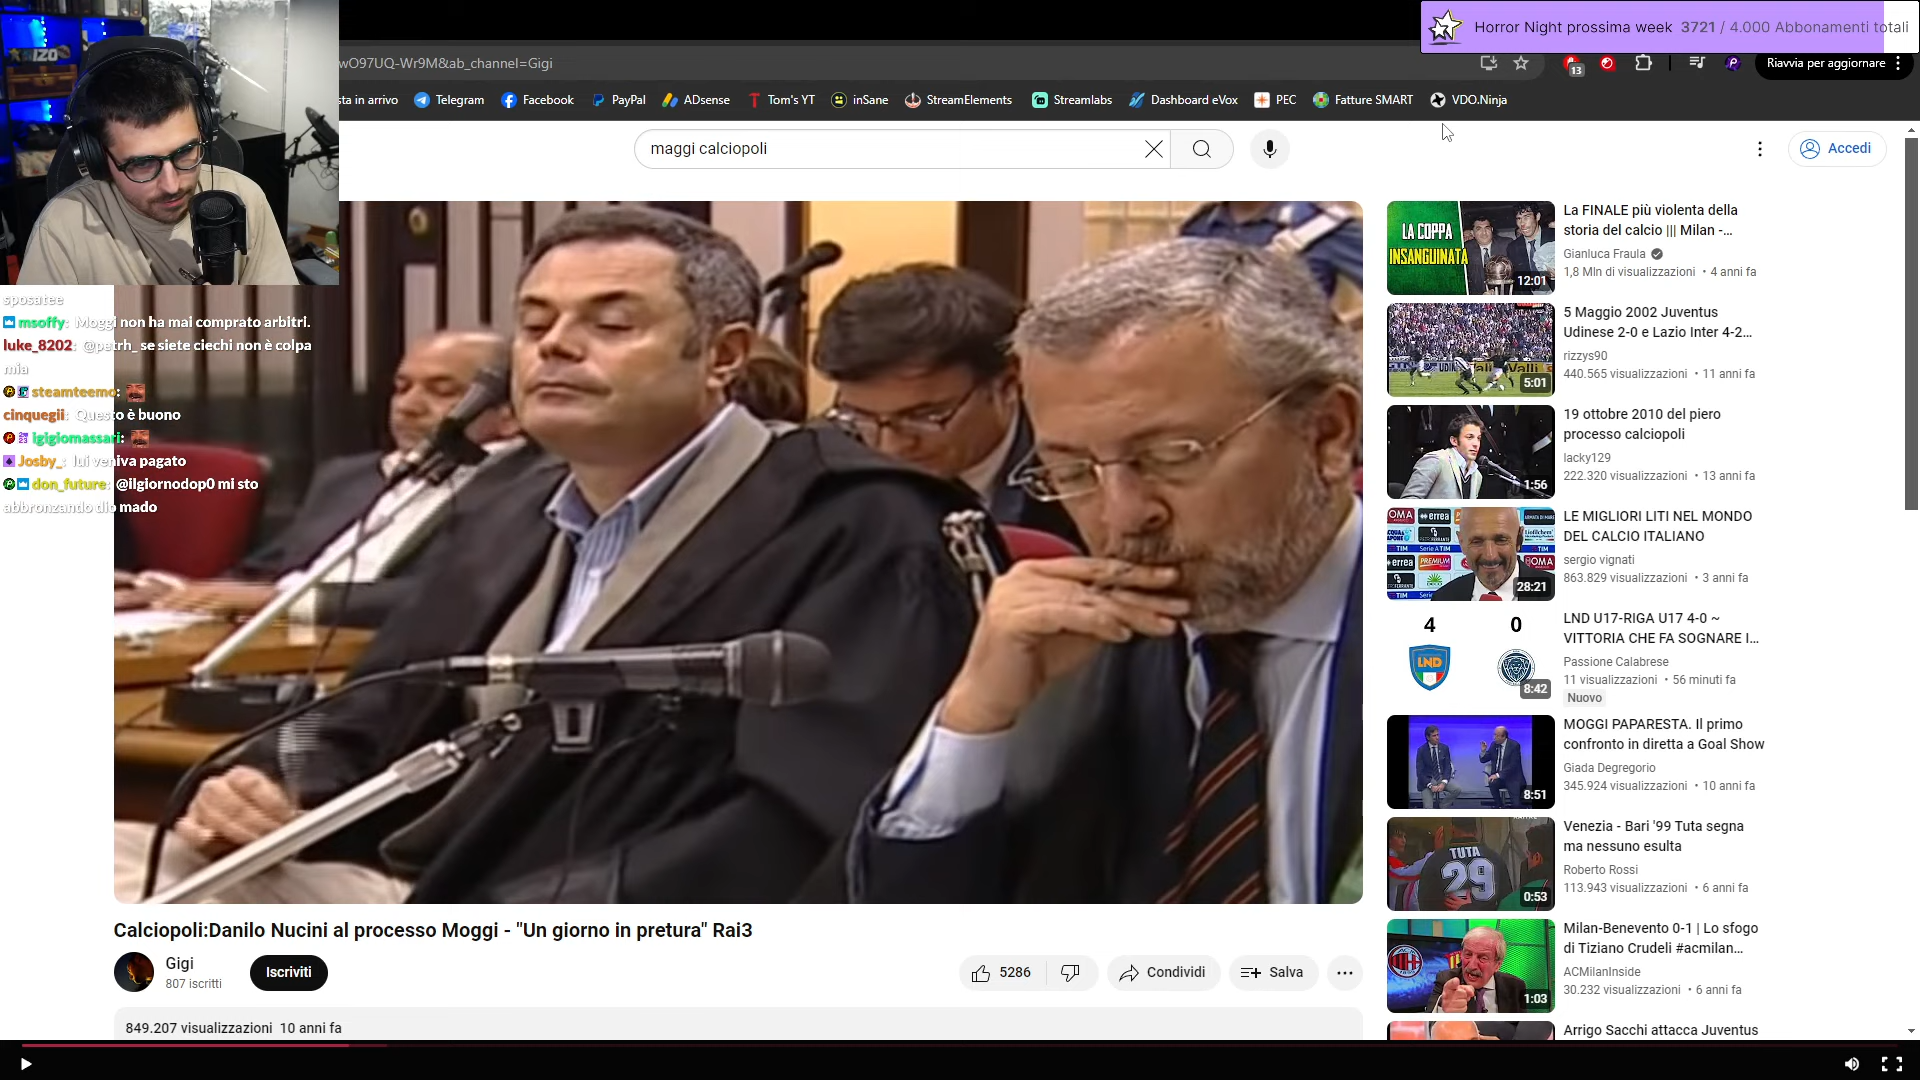 Horror Night prossima week 3721 / 4.000 Abbonamenti totali
wO97UQ-Wr9M&ab_channel=Gigi
13
Riavvia per aggiornare
sta in arrivo
Telegram
Facebook
PayPal
ADsense
Tom's YT
inSane
StreamElements
Streamlabs
Dashboard eVox
PEC
Fatture SMART
VDO.Ninja
maggi calciopoli
Accedi
sposatee
msoffy: Moggi non ha mai comprato arbitri.
luke_8202: @petrh_ se siete ciechi non è colpa
mia
steamteemo:
cinquegii: Questo è buono
lgigiomassari:
Josby_: lui veniva pagato
don_future: @ilgiornodop0 mi sto
abbronzando dio mado
Calciopoli:Danilo Nucini al processo Moggi - "Un giorno in pretura" Rai3
Gigi
807 iscritti
Iscriviti
5286
Condividi
Salva
849.207 visualizzazioni 10 anni fa
LA COPPA
INSANGUINATA
12:01
La FINALE più violenta della
storia del calcio ||| Milan -...
Gianluca Fraula
1,8 Mln di visualizzazioni • 4 anni fa
5:01
5 Maggio 2002 Juventus
Udinese 2-0 e Lazio Inter 4-2...
rizzys90
440.565 visualizzazioni • 11 anni fa
1:56
19 ottobre 2010 del piero
processo calciopoli
lacky129
222.320 visualizzazioni • 13 anni fa
28:21
LE MIGLIORI LITI NEL MONDO
DEL CALCIO ITALIANO
sergio vignati
863.829 visualizzazioni • 3 anni fa
4 0
LND
8:42
LND U17-RIGA U17 4-0 ~
VITTORIA CHE FA SOGNARE I...
Passione Calabrese
11 visualizzazioni • 56 minuti fa
Nuovo
8:51
MOGGI PAPARESTA. Il primo
confronto in diretta a Goal Show
Giada Degregorio
345.924 visualizzazioni • 10 anni fa
TUTA
29
0:53
Venezia - Bari '99 Tuta segna
ma nessuno esulta
Roberto Rossi
113.943 visualizzazioni • 6 anni fa
1:03
Milan-Benevento 0-1 | Lo sfogo
di Tiziano Crudeli #acmilan...
ACMilanInside
30.232 visualizzazioni • 6 anni fa
Arrigo Sacchi attacca Juventus